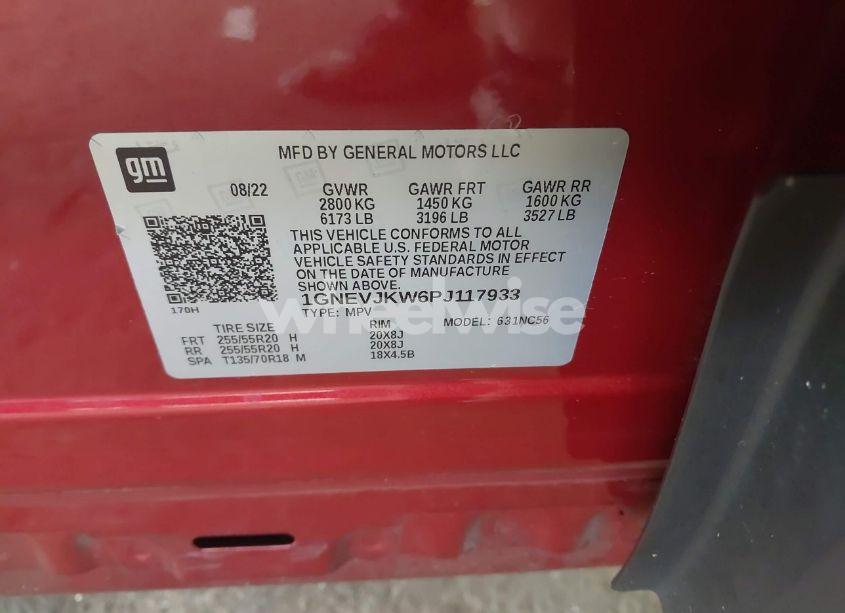 gm
MFD BY GENERAL MOTORS LLC
08/22 GVWR GAWR FRT GAWR RR
2800 KG 1450 KG 1600 KG
6173 LB 3196 LB 3527 LB
THIS VEHICLE CONFORMS TO ALL
APPLICABLE U.S. FEDERAL MOTOR
VEHICLE SAFETY STANDARDS IN EFFECT
ON THE DATE OF MANUFACTURE
SHOWN ABOVE.
170H
1GNEVJKW6PJ117933
TYPE: MPV MODEL: 631NC56
wheelwise
TIRE SIZE RIM
FRT 255/55R20 H 20X8J
RR 255/55R20 H 20X8J
SPA T135/70R18 M 18X4.5B